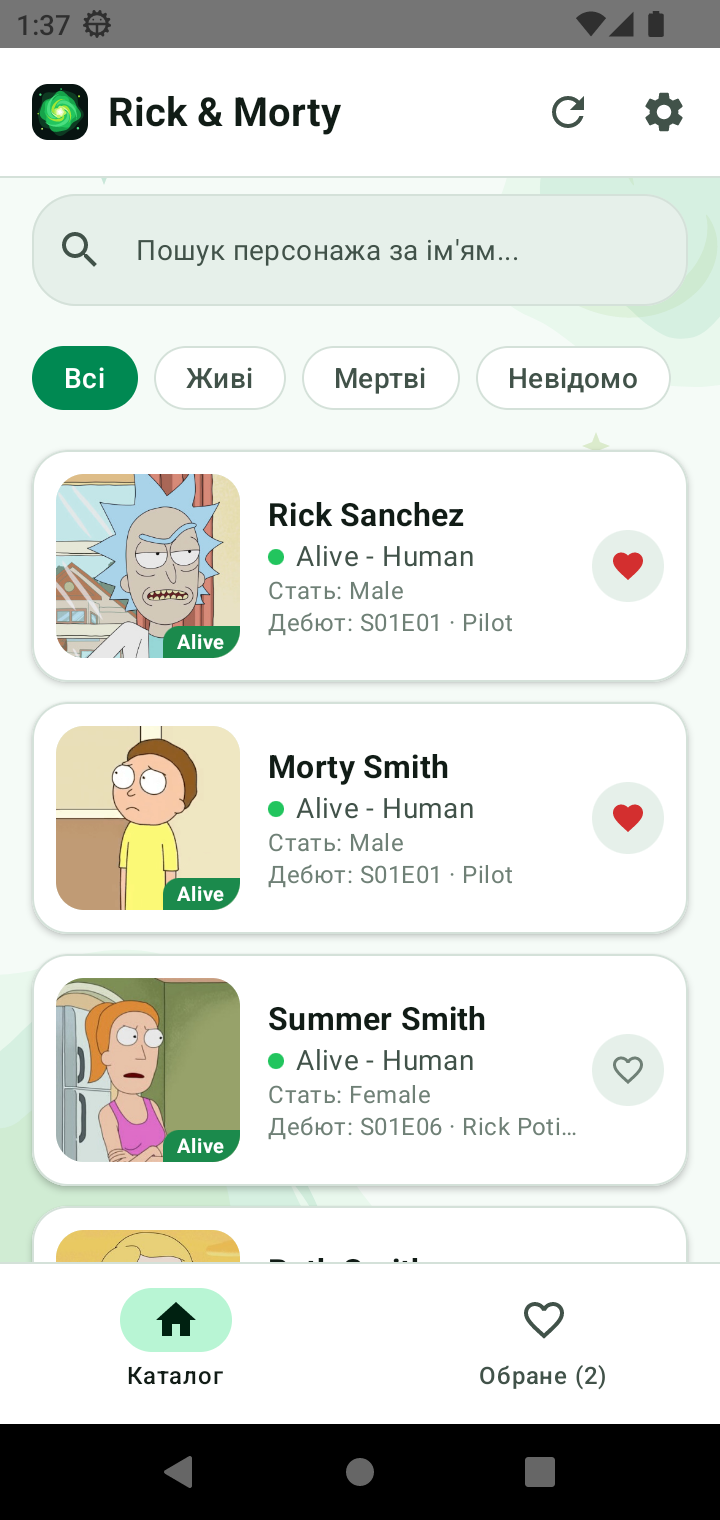 1:37
Rick & Morty
Пошук персонажа за ім'ям...
Всі
Живі
Мертві
Невідомо
Rick Sanchez
Alive - Human
Стать: Male
Дебют: S01E01 · Pilot
Alive
Morty Smith
Alive - Human
Стать: Male
Дебют: S01E01 · Pilot
Alive
Summer Smith
Alive - Human
Стать: Female
Дебют: S01E06 · Rick Poti...
Alive
Каталог
Обране (2)